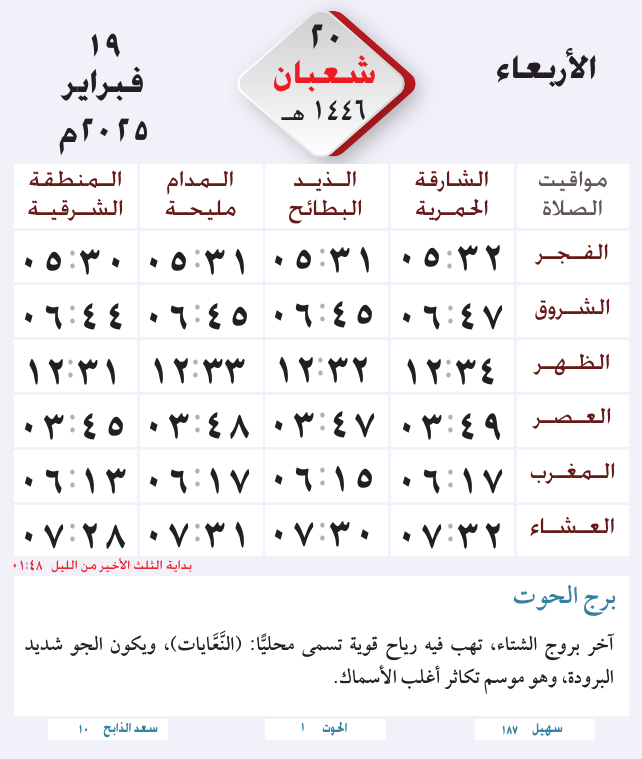 الأربعاء
٢٠
شعبان
١٤٤٦ هـ
١٩
فبراير
٢٠٢٥م
مواقيت الصلاة | الشارقة الحمرية | الذيد البطائح | المدام مليحة | المنطقة الشرقية
الفجر ٠٥:٣٢ ٠٥:٣١ ٠٥:٣١ ٠٥:٣٠
الشروق ٠٦:٤٧ ٠٦:٤٥ ٠٦:٤٥ ٠٦:٤٤
الظهر ١٢:٣٤ ١٢:٣٢ ١٢:٣٣ ١٢:٣١
العصر ٠٣:٤٩ ٠٣:٤٧ ٠٣:٤٨ ٠٣:٤٥
المغرب ٠٦:١٧ ٠٦:١٥ ٠٦:١٧ ٠٦:١٣
العشاء ٠٧:٣٢ ٠٧:٣٠ ٠٧:٣١ ٠٧:٢٨
بداية الثلث الأخير من الليل ٠١:٤٨
برج الحوت
آخر بروج الشتاء، تهب فيه رياح قوية تسمى محليًّا: (النَّعَّايات)، ويكون الجو شديد
البرودة، وهو موسم تكاثر أغلب الأسماك.
سهيل ١٨٧
الحوت ١
سعد الذابح ١٠